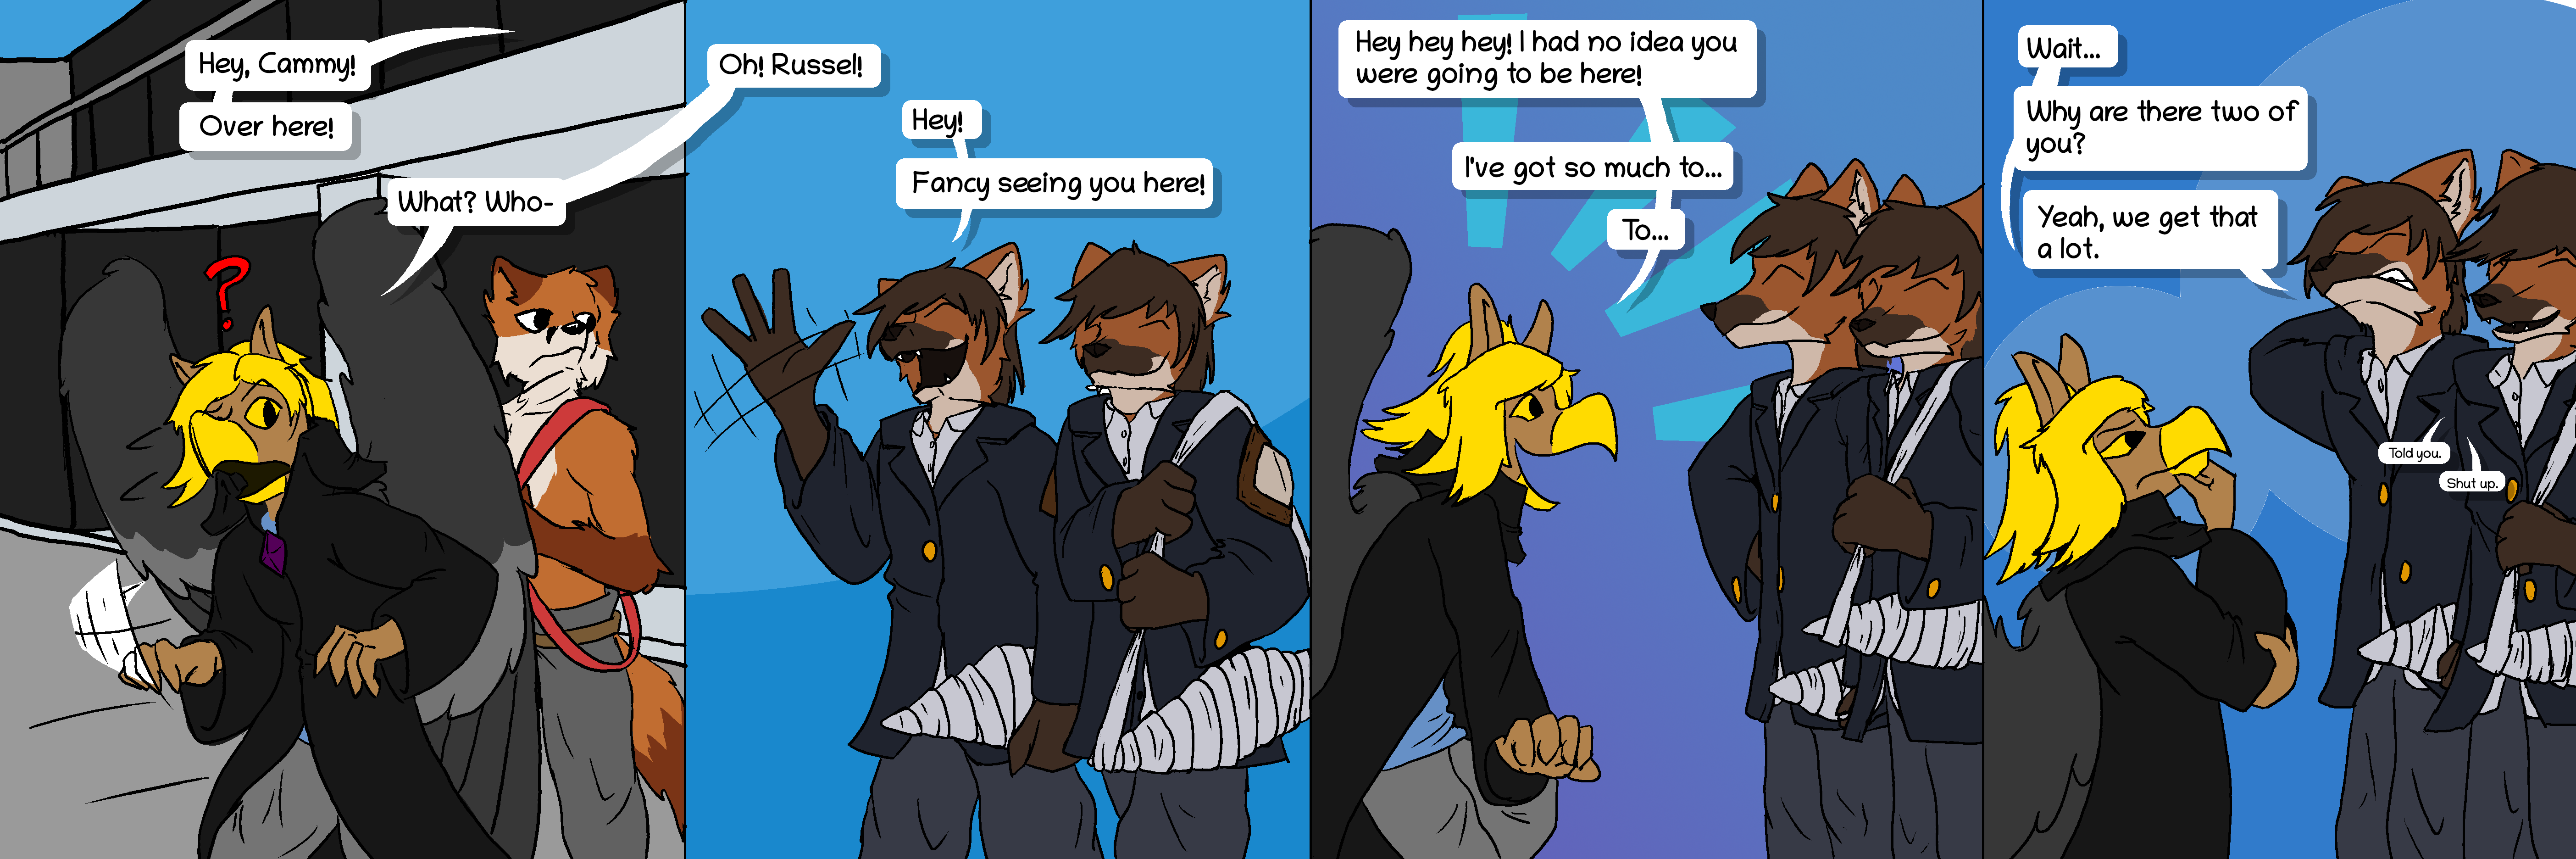 Hey, Cammy!
Over here!
?
What? Who-
Oh! Russel!
Hey!
Fancy seeing you here!
Hey hey hey! I had no idea you
were going to be here!
I've got so much to...
To...
Wait...
Why are there two of
you?
Yeah, we get that
a lot.
Told you.
Shut up.